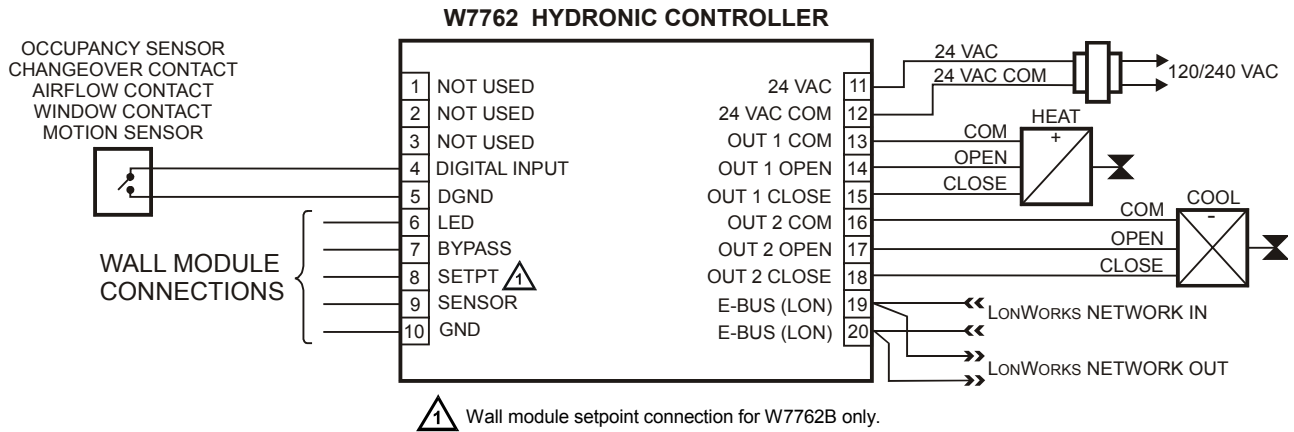 W7762 HYDRONIC CONTROLLER
OCCUPANCY SENSOR
CHANGEOVER CONTACT
AIRFLOW CONTACT
WINDOW CONTACT
MOTION SENSOR
1 NOT USED
2 NOT USED
3 NOT USED
4 DIGITAL INPUT
5 DGND
6 LED
7 BYPASS
8 SETPT 1
9 SENSOR
10 GND
WALL MODULE
CONNECTIONS
24 VAC 11
24 VAC COM 12
OUT 1 COM 13
OUT 1 OPEN 14
OUT 1 CLOSE 15
OUT 2 COM 16
OUT 2 OPEN 17
OUT 2 CLOSE 18
E-BUS (LON) 19
E-BUS (LON) 20
24 VAC
24 VAC COM
120/240 VAC
HEAT
COM
+
OPEN
CLOSE
COOL
COM
-
OPEN
CLOSE
LONWORKS NETWORK IN
LONWORKS NETWORK OUT
1 Wall module setpoint connection for W7762B only.